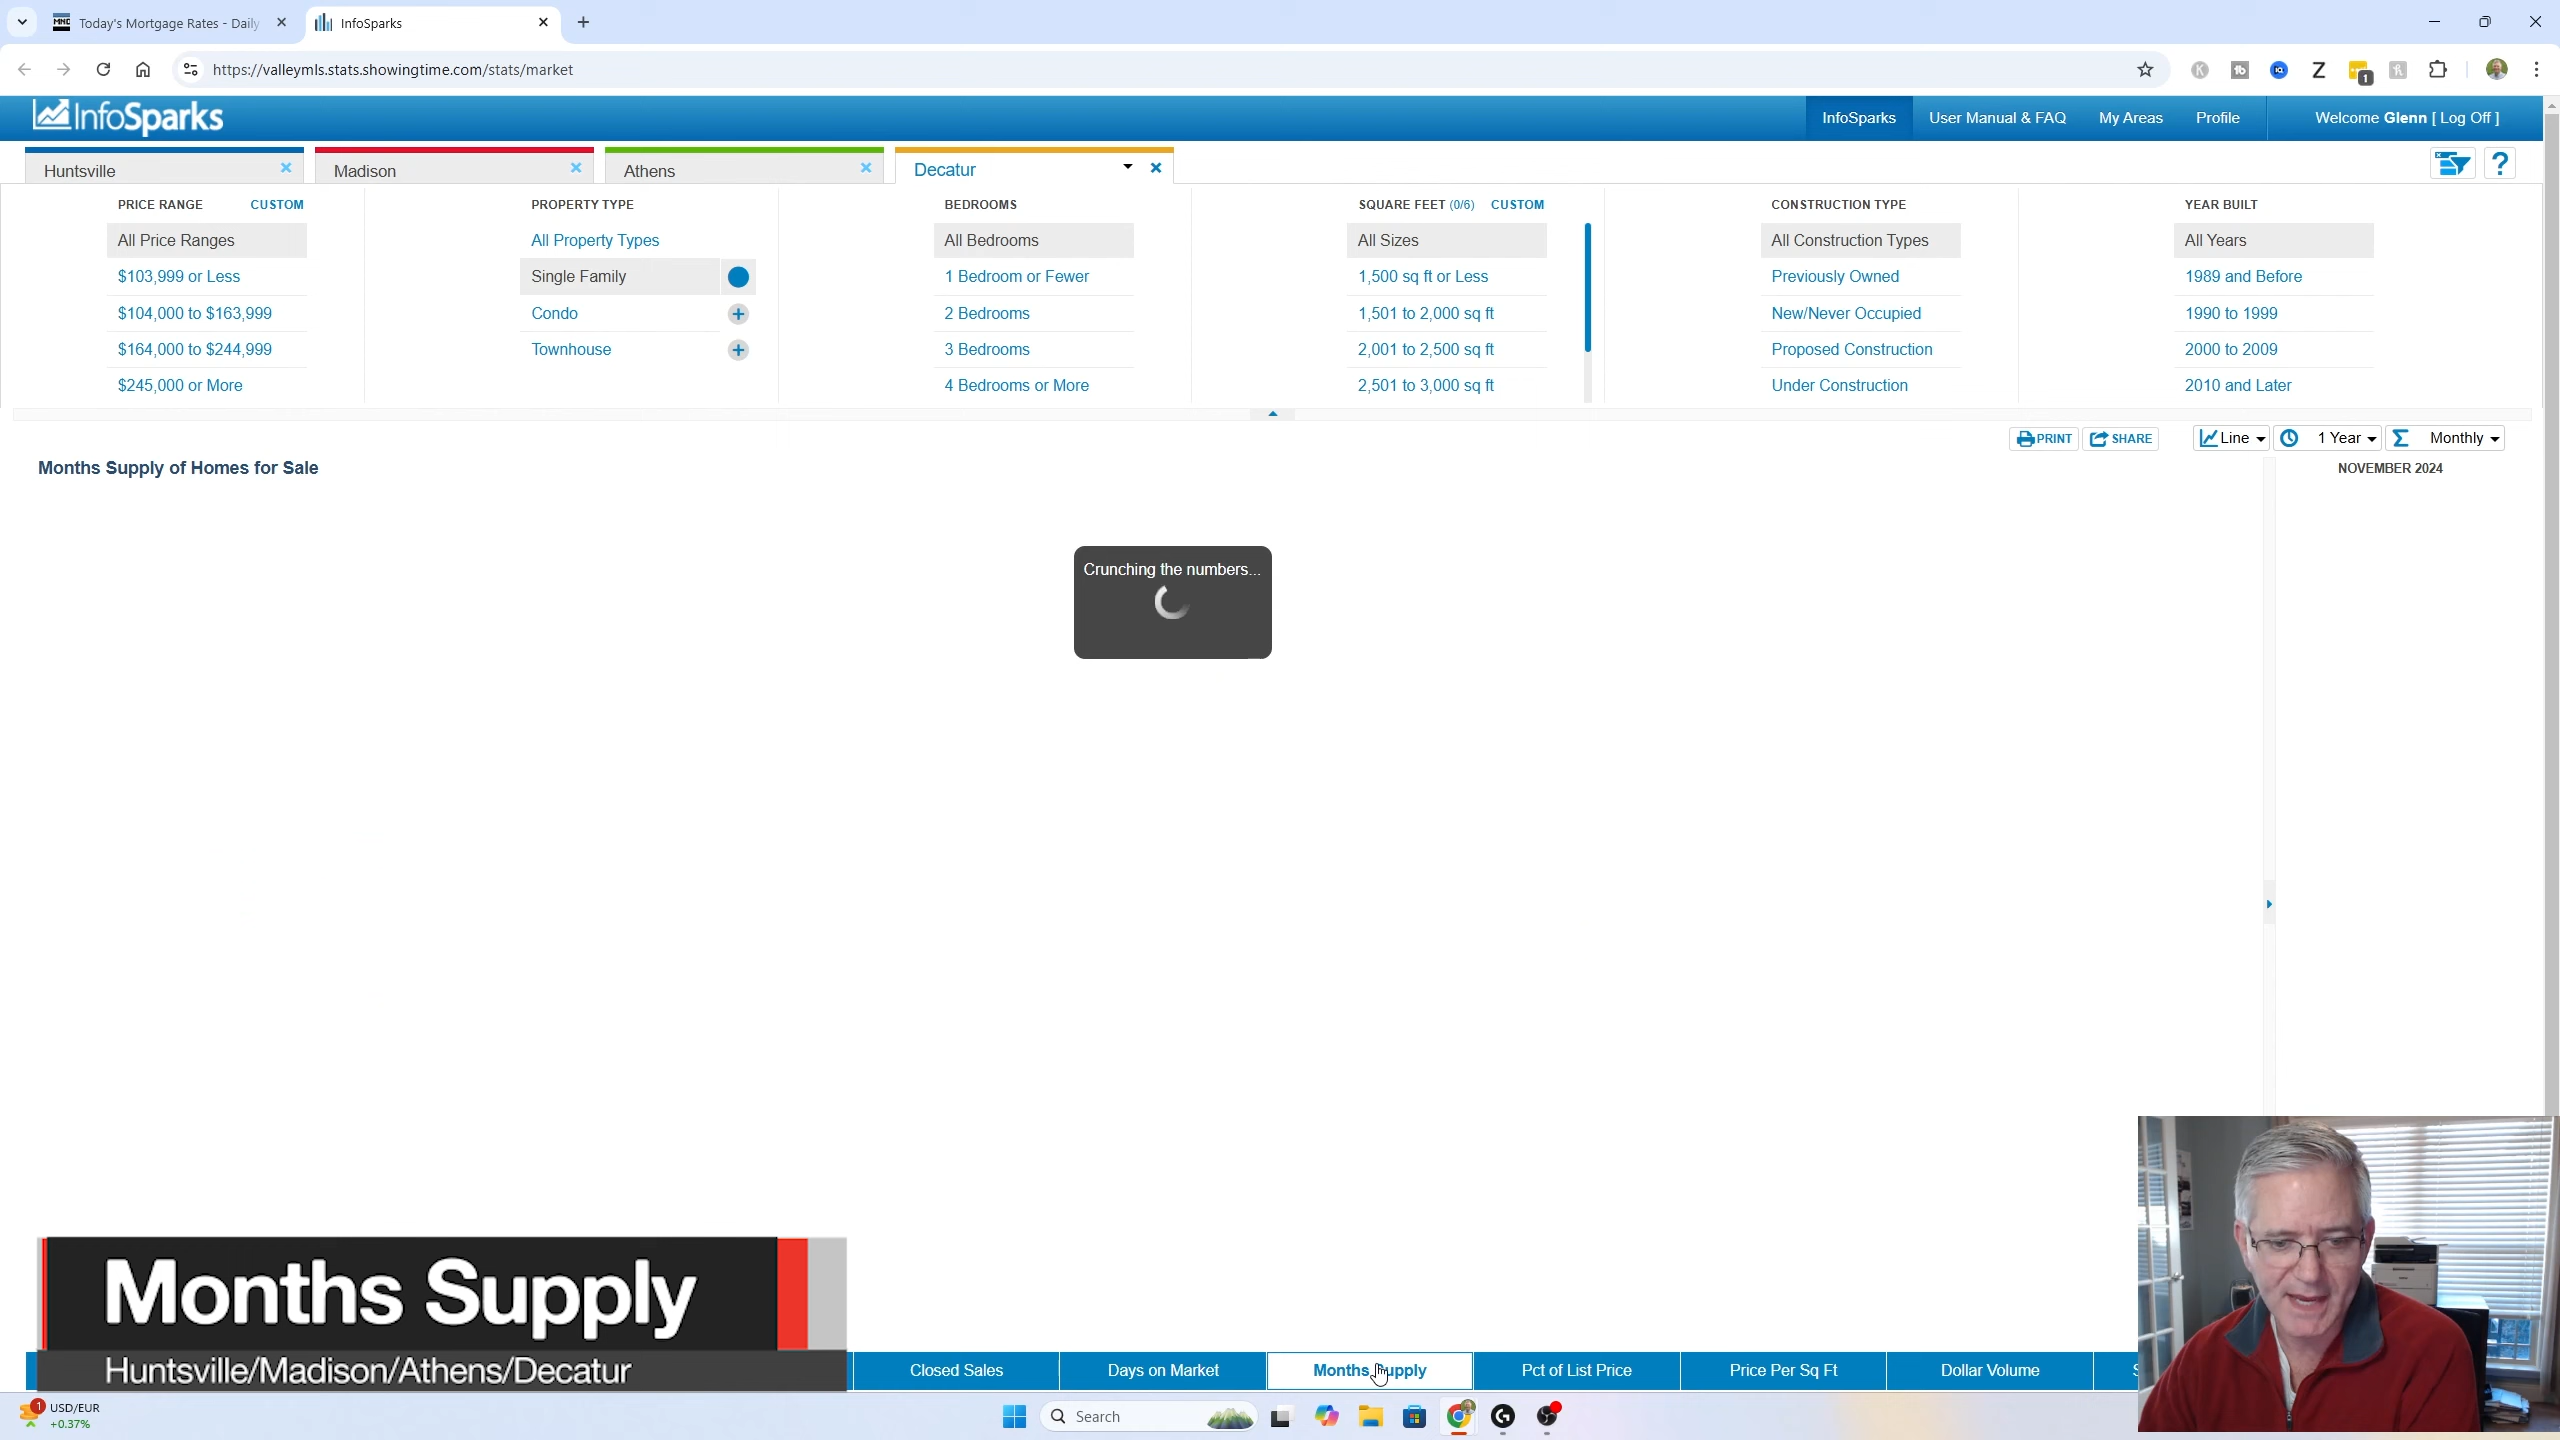 Today's Mortgage Rates - Daily
InfoSparks
https://valleymls.stats.showingtime.com/stats/market
1
InfoSparks
InfoSparks
User Manual & FAQ
My Areas
Profile
Welcome Glenn [ Log Off ]
Huntsville
Madison
Athens
Decatur
PRICE RANGE
CUSTOM
All Price Ranges
$103,999 or Less
$104,000 to $163,999
$164,000 to $244,999
$245,000 or More
PROPERTY TYPE
All Property Types
Single Family
Condo
Townhouse
BEDROOMS
All Bedrooms
1 Bedroom or Fewer
2 Bedrooms
3 Bedrooms
4 Bedrooms or More
SQUARE FEET (0/6)
CUSTOM
All Sizes
1,500 sq ft or Less
1,501 to 2,000 sq ft
2,001 to 2,500 sq ft
2,501 to 3,000 sq ft
CONSTRUCTION TYPE
All Construction Types
Previously Owned
New/Never Occupied
Proposed Construction
Under Construction
YEAR BUILT
All Years
1989 and Before
1990 to 1999
2000 to 2009
2010 and Later
PRINT
SHARE
Line
1 Year
Monthly
Months Supply of Homes for Sale
NOVEMBER 2024
Crunching the numbers...
Months Supply
Huntsville/Madison/Athens/Decatur
Closed Sales
Days on Market
Months Supply
Pct of List Price
Price Per Sq Ft
Dollar Volume
1
USD/EUR
+0.37%
Search